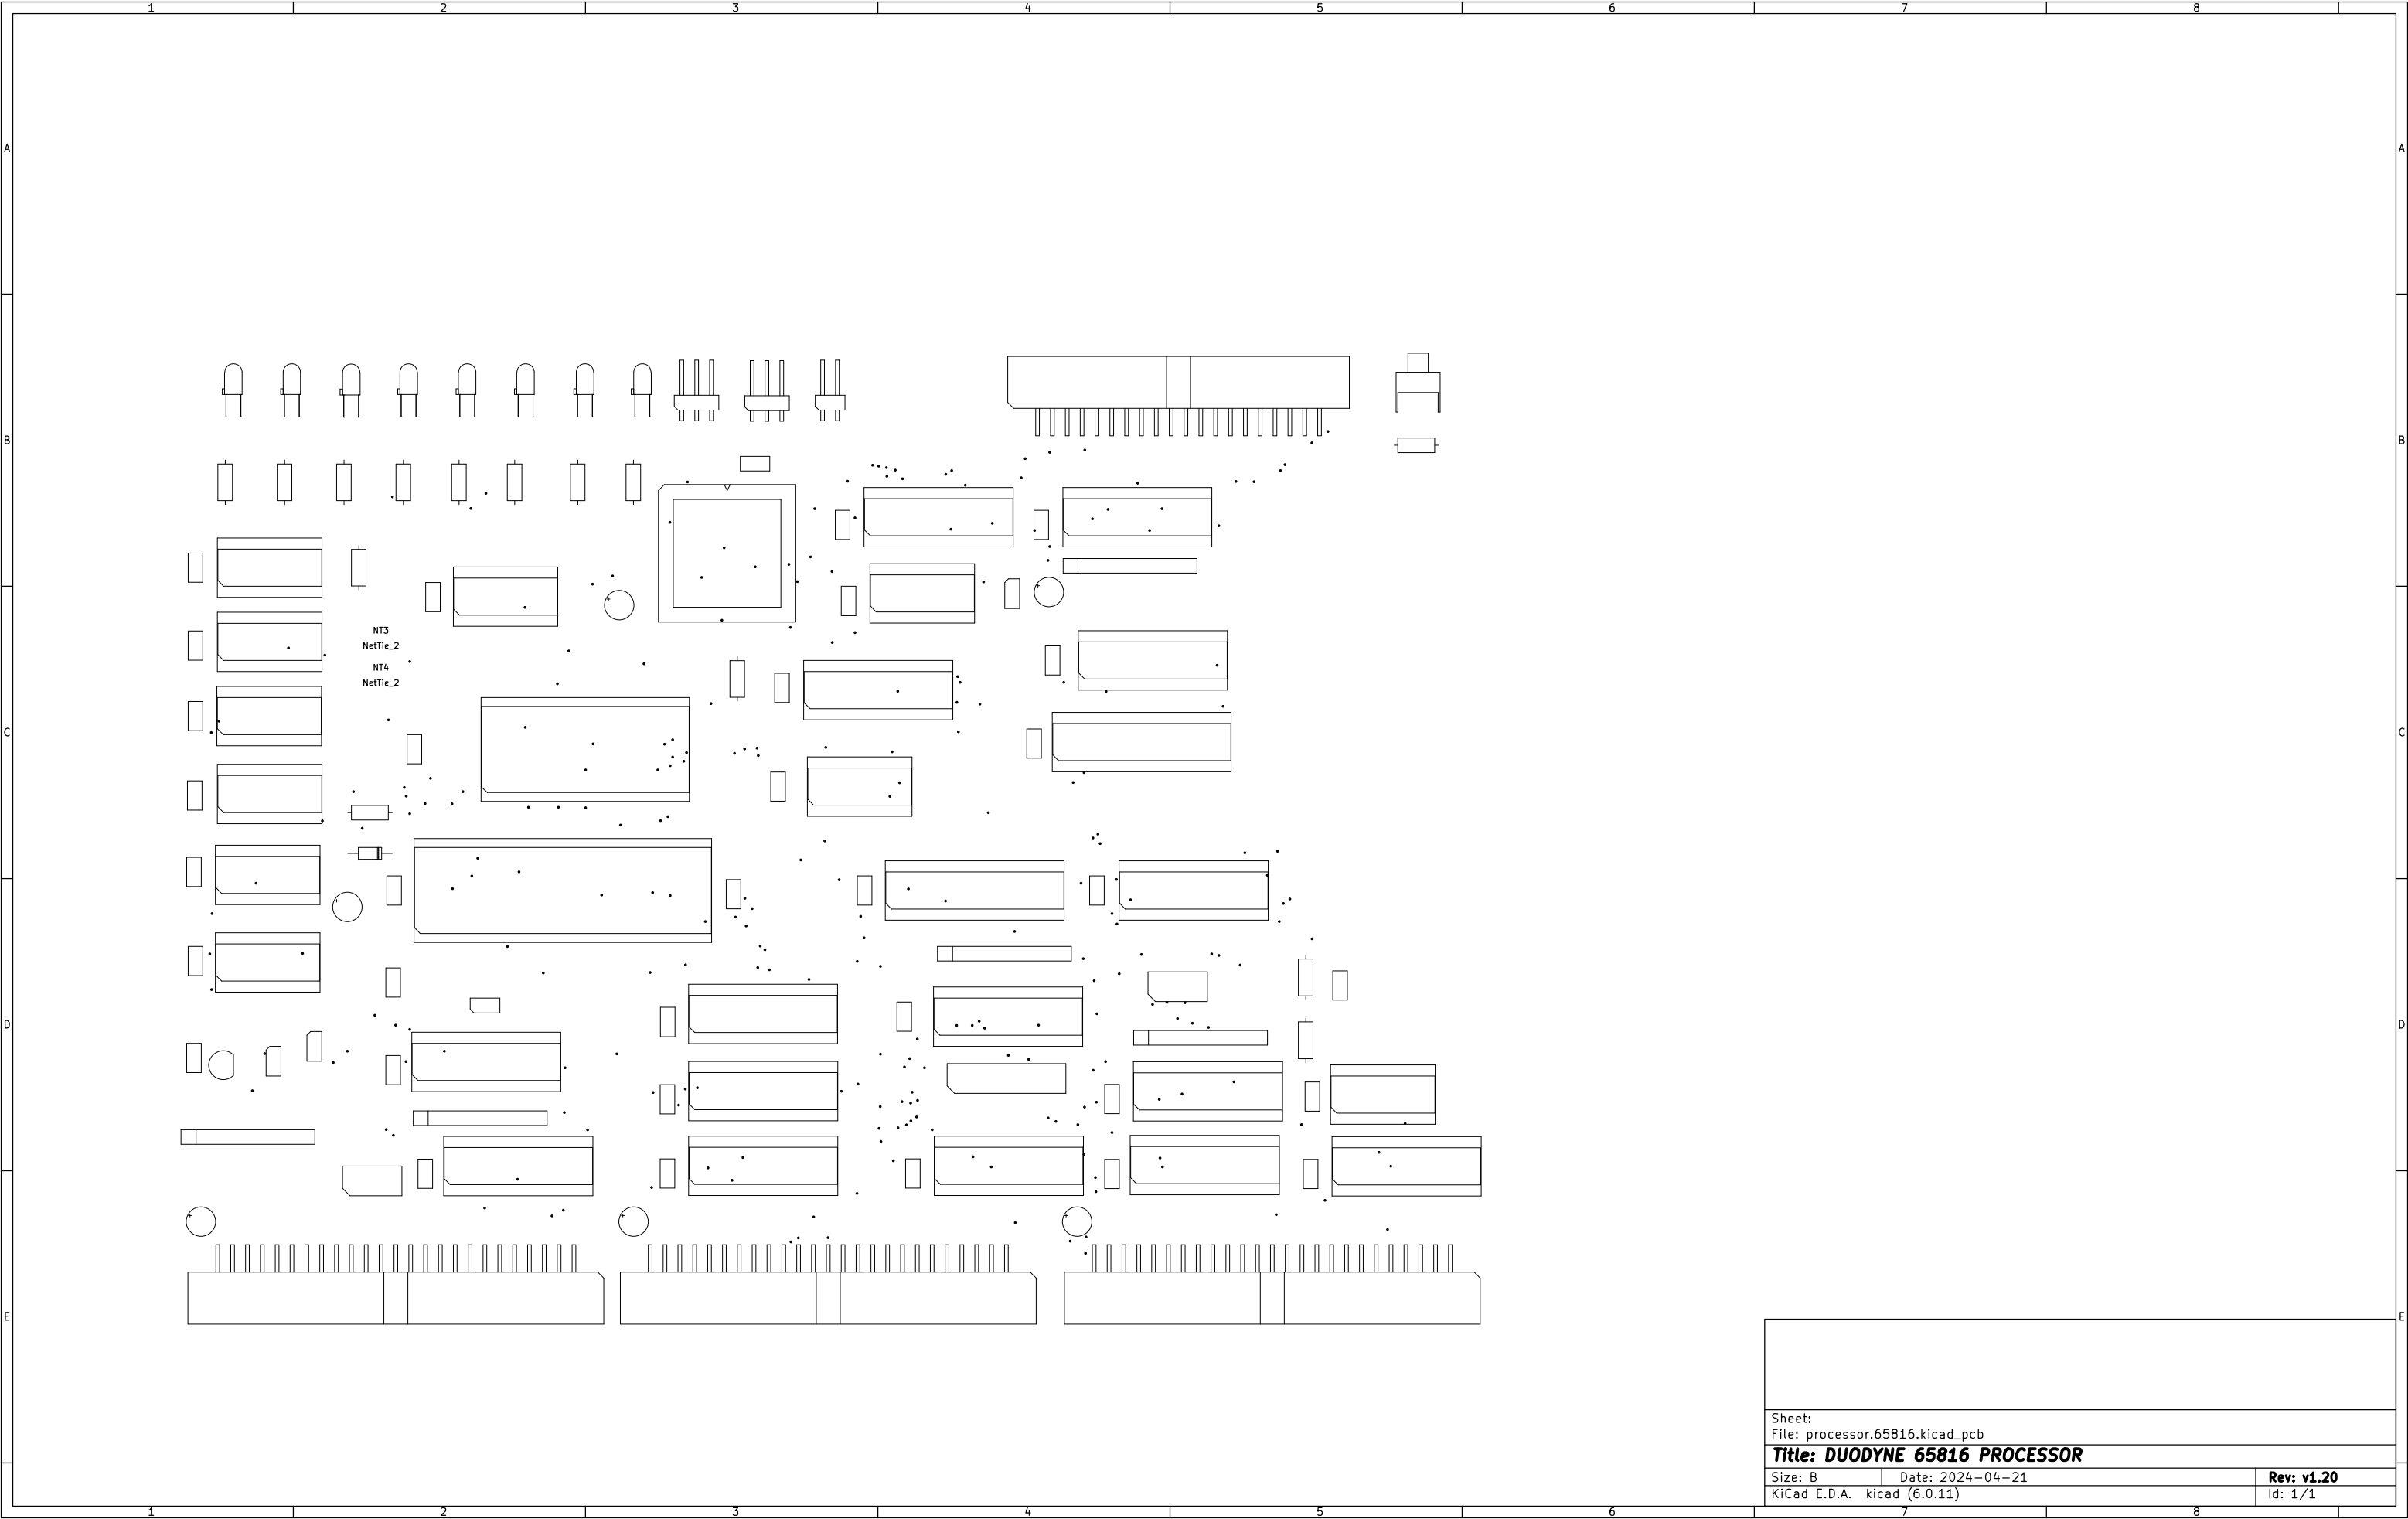 1 2 3 4 5 6 7 8
A A
B B
NT3
NetTie_2
NT4
NetTie_2
C C
D D
E E
Sheet:
File: processor.65816.kicad_pcb
Title: DUODYNE 65816 PROCESSOR
Size: B Date: 2024-04-21 Rev: v1.20
KiCad E.D.A. kicad (6.0.11) Id: 1/1
1 2 3 4 5 6 7 8